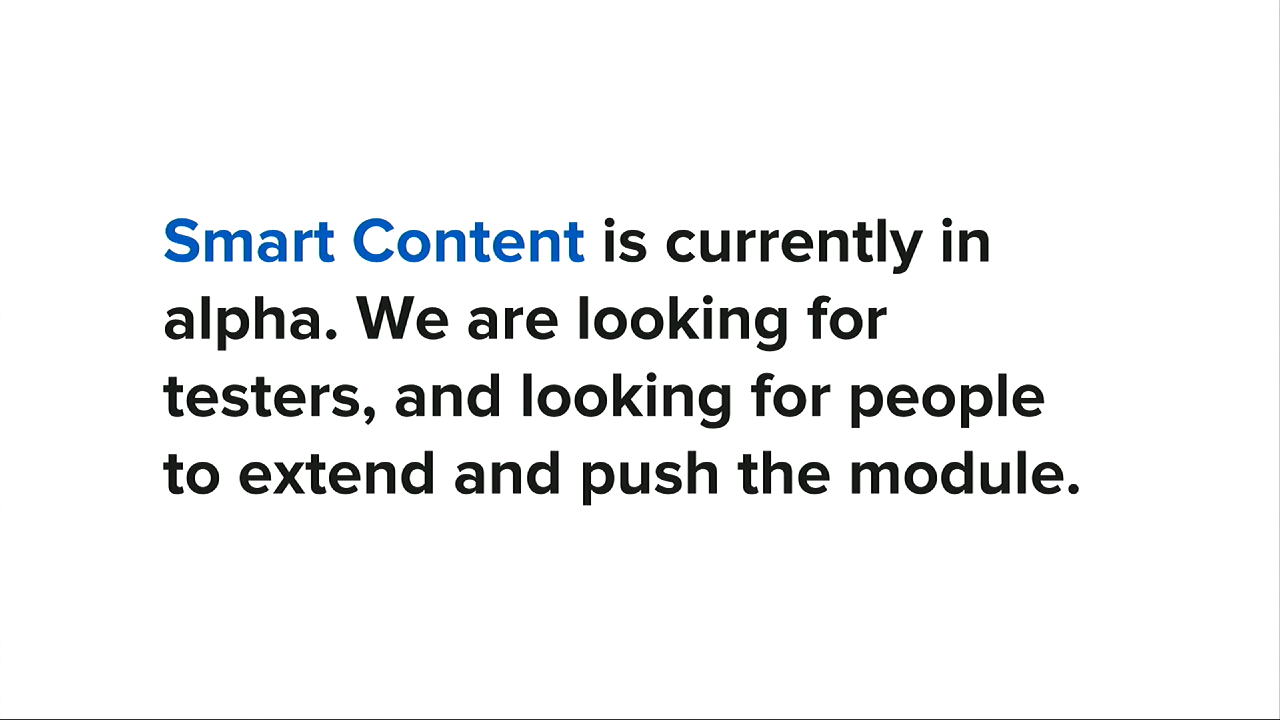 Smart Content is currently in
alpha. We are looking for
testers, and looking for people
to extend and push the module.